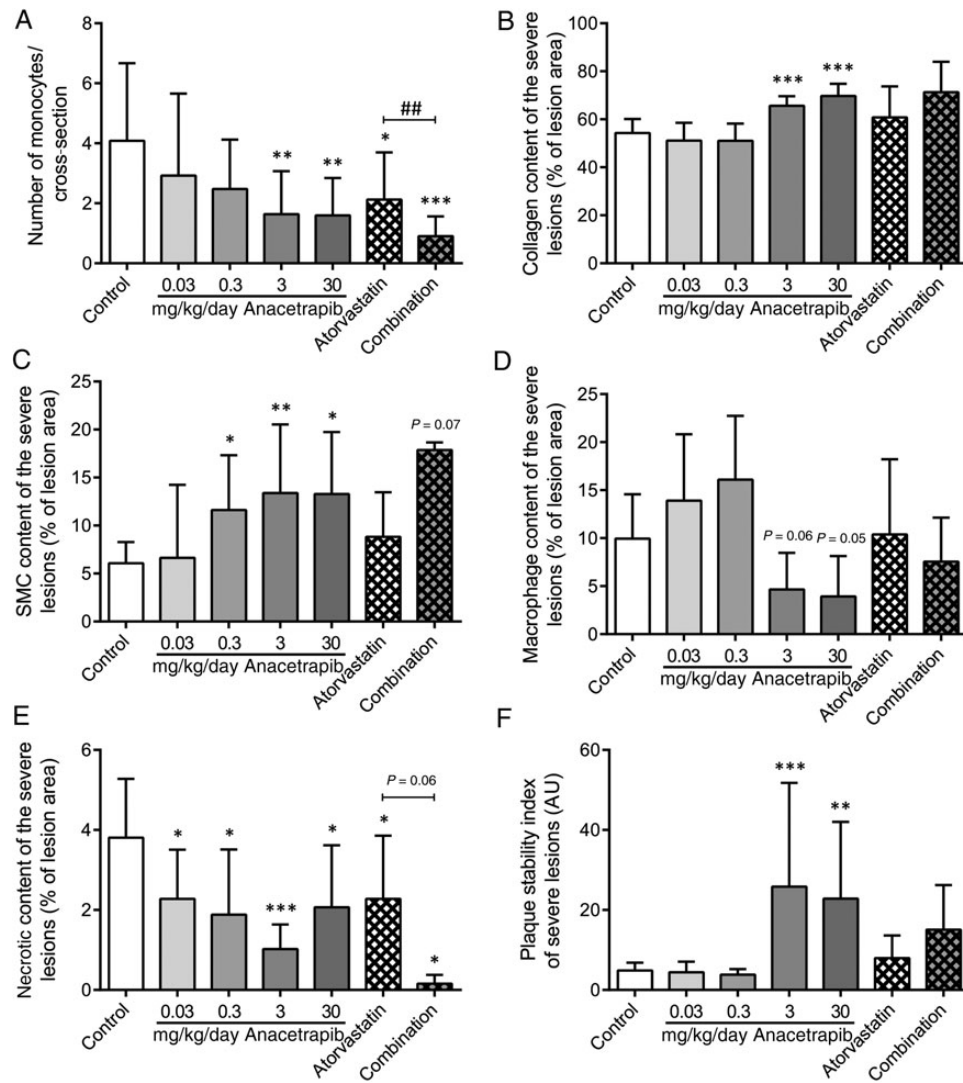 A
Number of monocytes/
cross-section
8
6
4
2
0
##
*
**
**
***
Control
0.03
0.3
3
30
mg/kg/day Anacetrapib
Atorvastatin
Combination
B
Collagen content of the severe
lesions (% of lesion area)
100
80
60
40
20
0
***
***
Control
0.03
0.3
3
30
mg/kg/day Anacetrapib
Atorvastatin
Combination
C
SMC content of the severe
lesions (% of lesion area)
25
20
15
10
5
0
*
**
*
P = 0.07
Control
0.03
0.3
3
30
mg/kg/day Anacetrapib
Atorvastatin
Combination
D
Macrophage content of the severe
lesions (% of lesion area)
25
20
15
10
5
0
P = 0.06
P = 0.05
Control
0.03
0.3
3
30
mg/kg/day Anacetrapib
Atorvastatin
Combination
E
Necrotic content of the severe
lesions (% of lesion area)
6
4
2
0
P = 0.06
*
*
***
*
*
*
Control
0.03
0.3
3
30
mg/kg/day Anacetrapib
Atorvastatin
Combination
F
Plaque stability index
of severe lesions (AU)
60
40
20
0
***
**
Control
0.03
0.3
3
30
mg/kg/day Anacetrapib
Atorvastatin
Combination